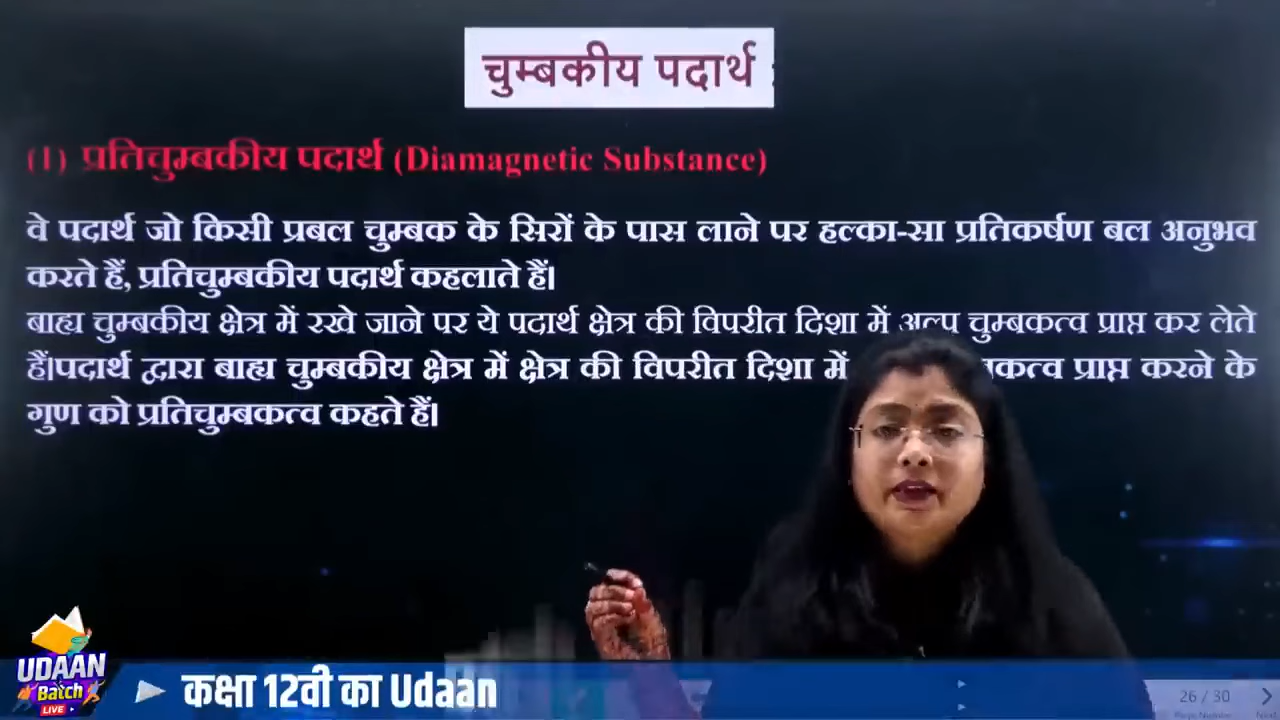 चुम्बकीय पदार्थ :
(1) प्रतिचुम्बकीय पदार्थ (Diamagnetic Substance)
वे पदार्थ जो किसी प्रबल चुम्बक के सिरों के पास लाने पर हल्का-सा प्रतिकर्षण बल अनुभव
करते हैं, प्रतिचुम्बकीय पदार्थ कहलाते हैं।
बाह्य चुम्बकीय क्षेत्र में रखे जाने पर ये पदार्थ क्षेत्र की विपरीत दिशा में अल्प चुम्बकत्व प्राप्त कर लेते
हैं।पदार्थ द्वारा बाह्य चुम्बकीय क्षेत्र में क्षेत्र की विपरीत दिशा में प्राप्त करने के
गुण को प्रतिचुम्बकत्व कहते हैं।
UDAAN
Batch
LIVE
कक्षा 12वी का Udaan
26 / 30